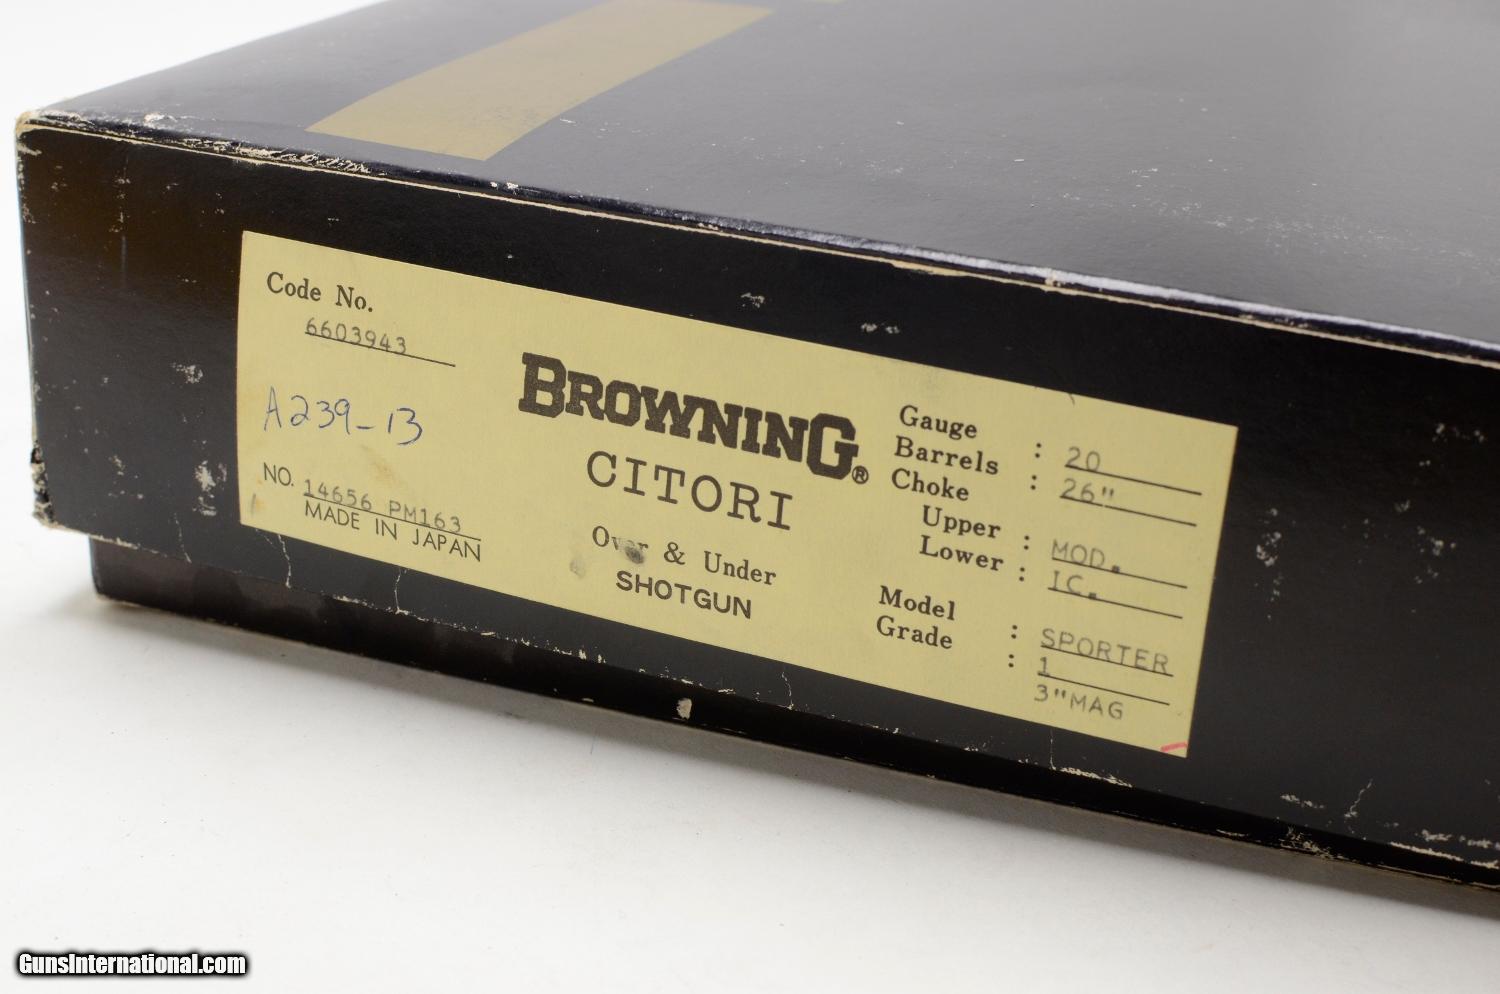 Code No.
6603943
A239-13
NO. 14656 PM163
MADE IN JAPAN
BROWNING®
CITORI
Over & Under
SHOTGUN
Gauge : 20
Barrels : 26"
Choke
Upper : MOD.
Lower : IC.
Model : SPORTER
Grade : 1
3"MAG
GunsInternational.com